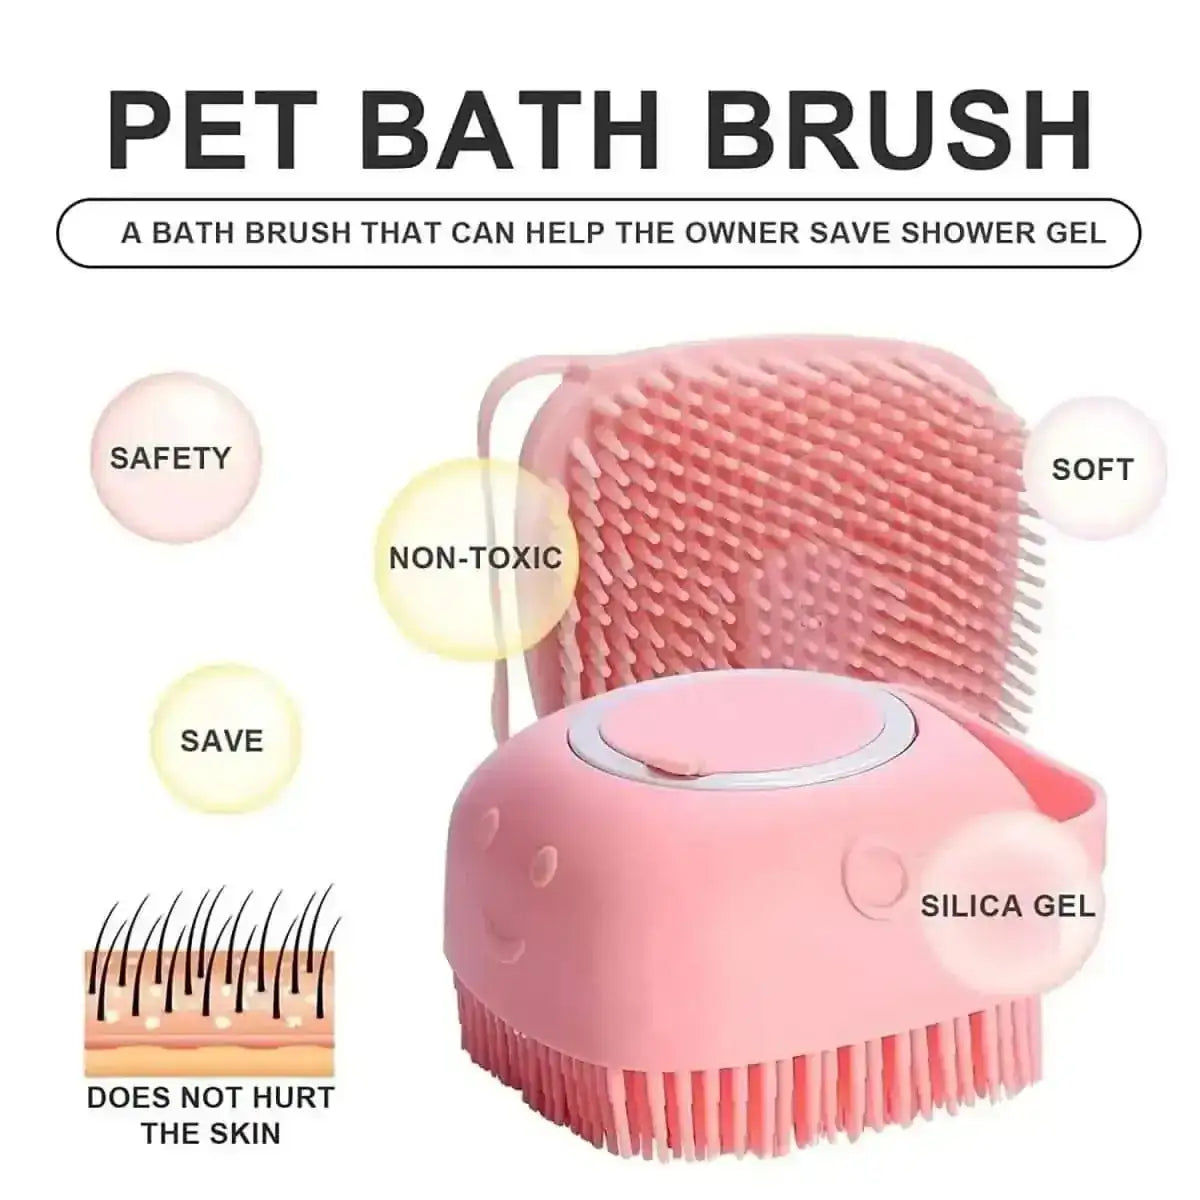 PET BATH BRUSH
A BATH BRUSH THAT CAN HELP THE OWNER SAVE SHOWER GEL
SAFETY
SOFT
NON-TOXIC
SAVE
SILICA GEL
DOES NOT HURT
THE SKIN